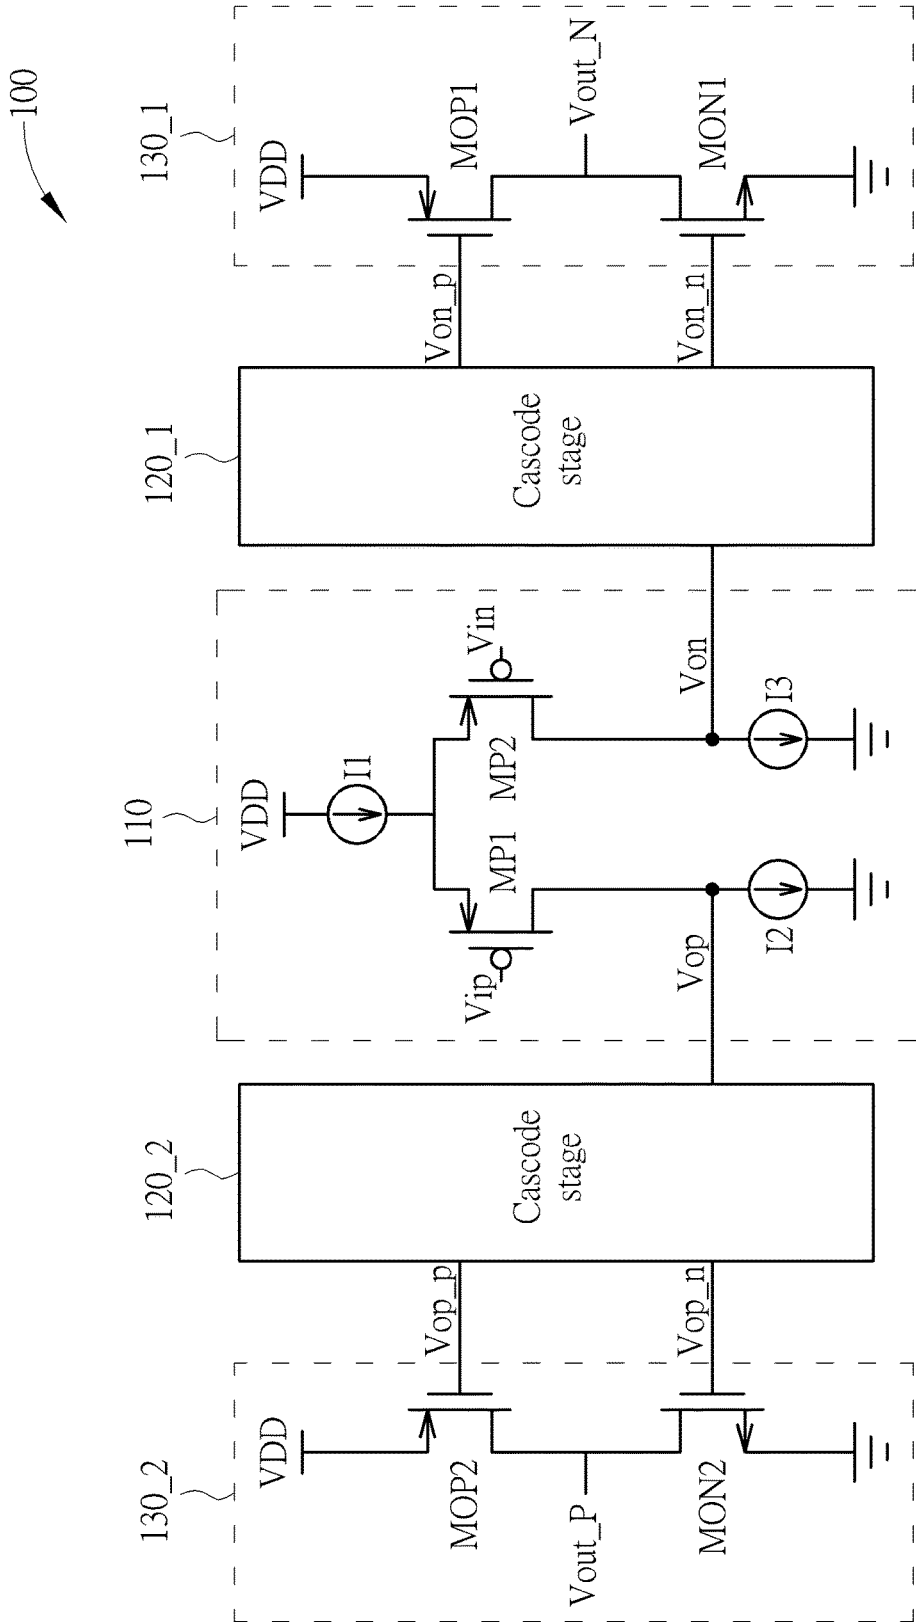 100
130_2
120_2
110
120_1
130_1
VDD
MOP2
Vout_P
MON2
Vop_p
Vop_n
Cascode
stage
Vop
VDD
I1
Vip
MP1
MP2
Vin
I2
I3
Von
Cascode
stage
Von_p
Von_n
VDD
MOP1
Vout_N
MON1